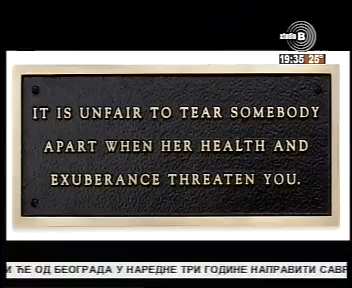 studio B
19:35 25°
IT IS UNFAIR TO TEAR SOMEBODY
APART WHEN HER HEALTH AND
EXUBERANCE THREATEN YOU.
И ЋЕ ОД БЕОГРАДА У НАРЕДНЕ ТРИ ГОДИНЕ НАПРАВИТИ САВР